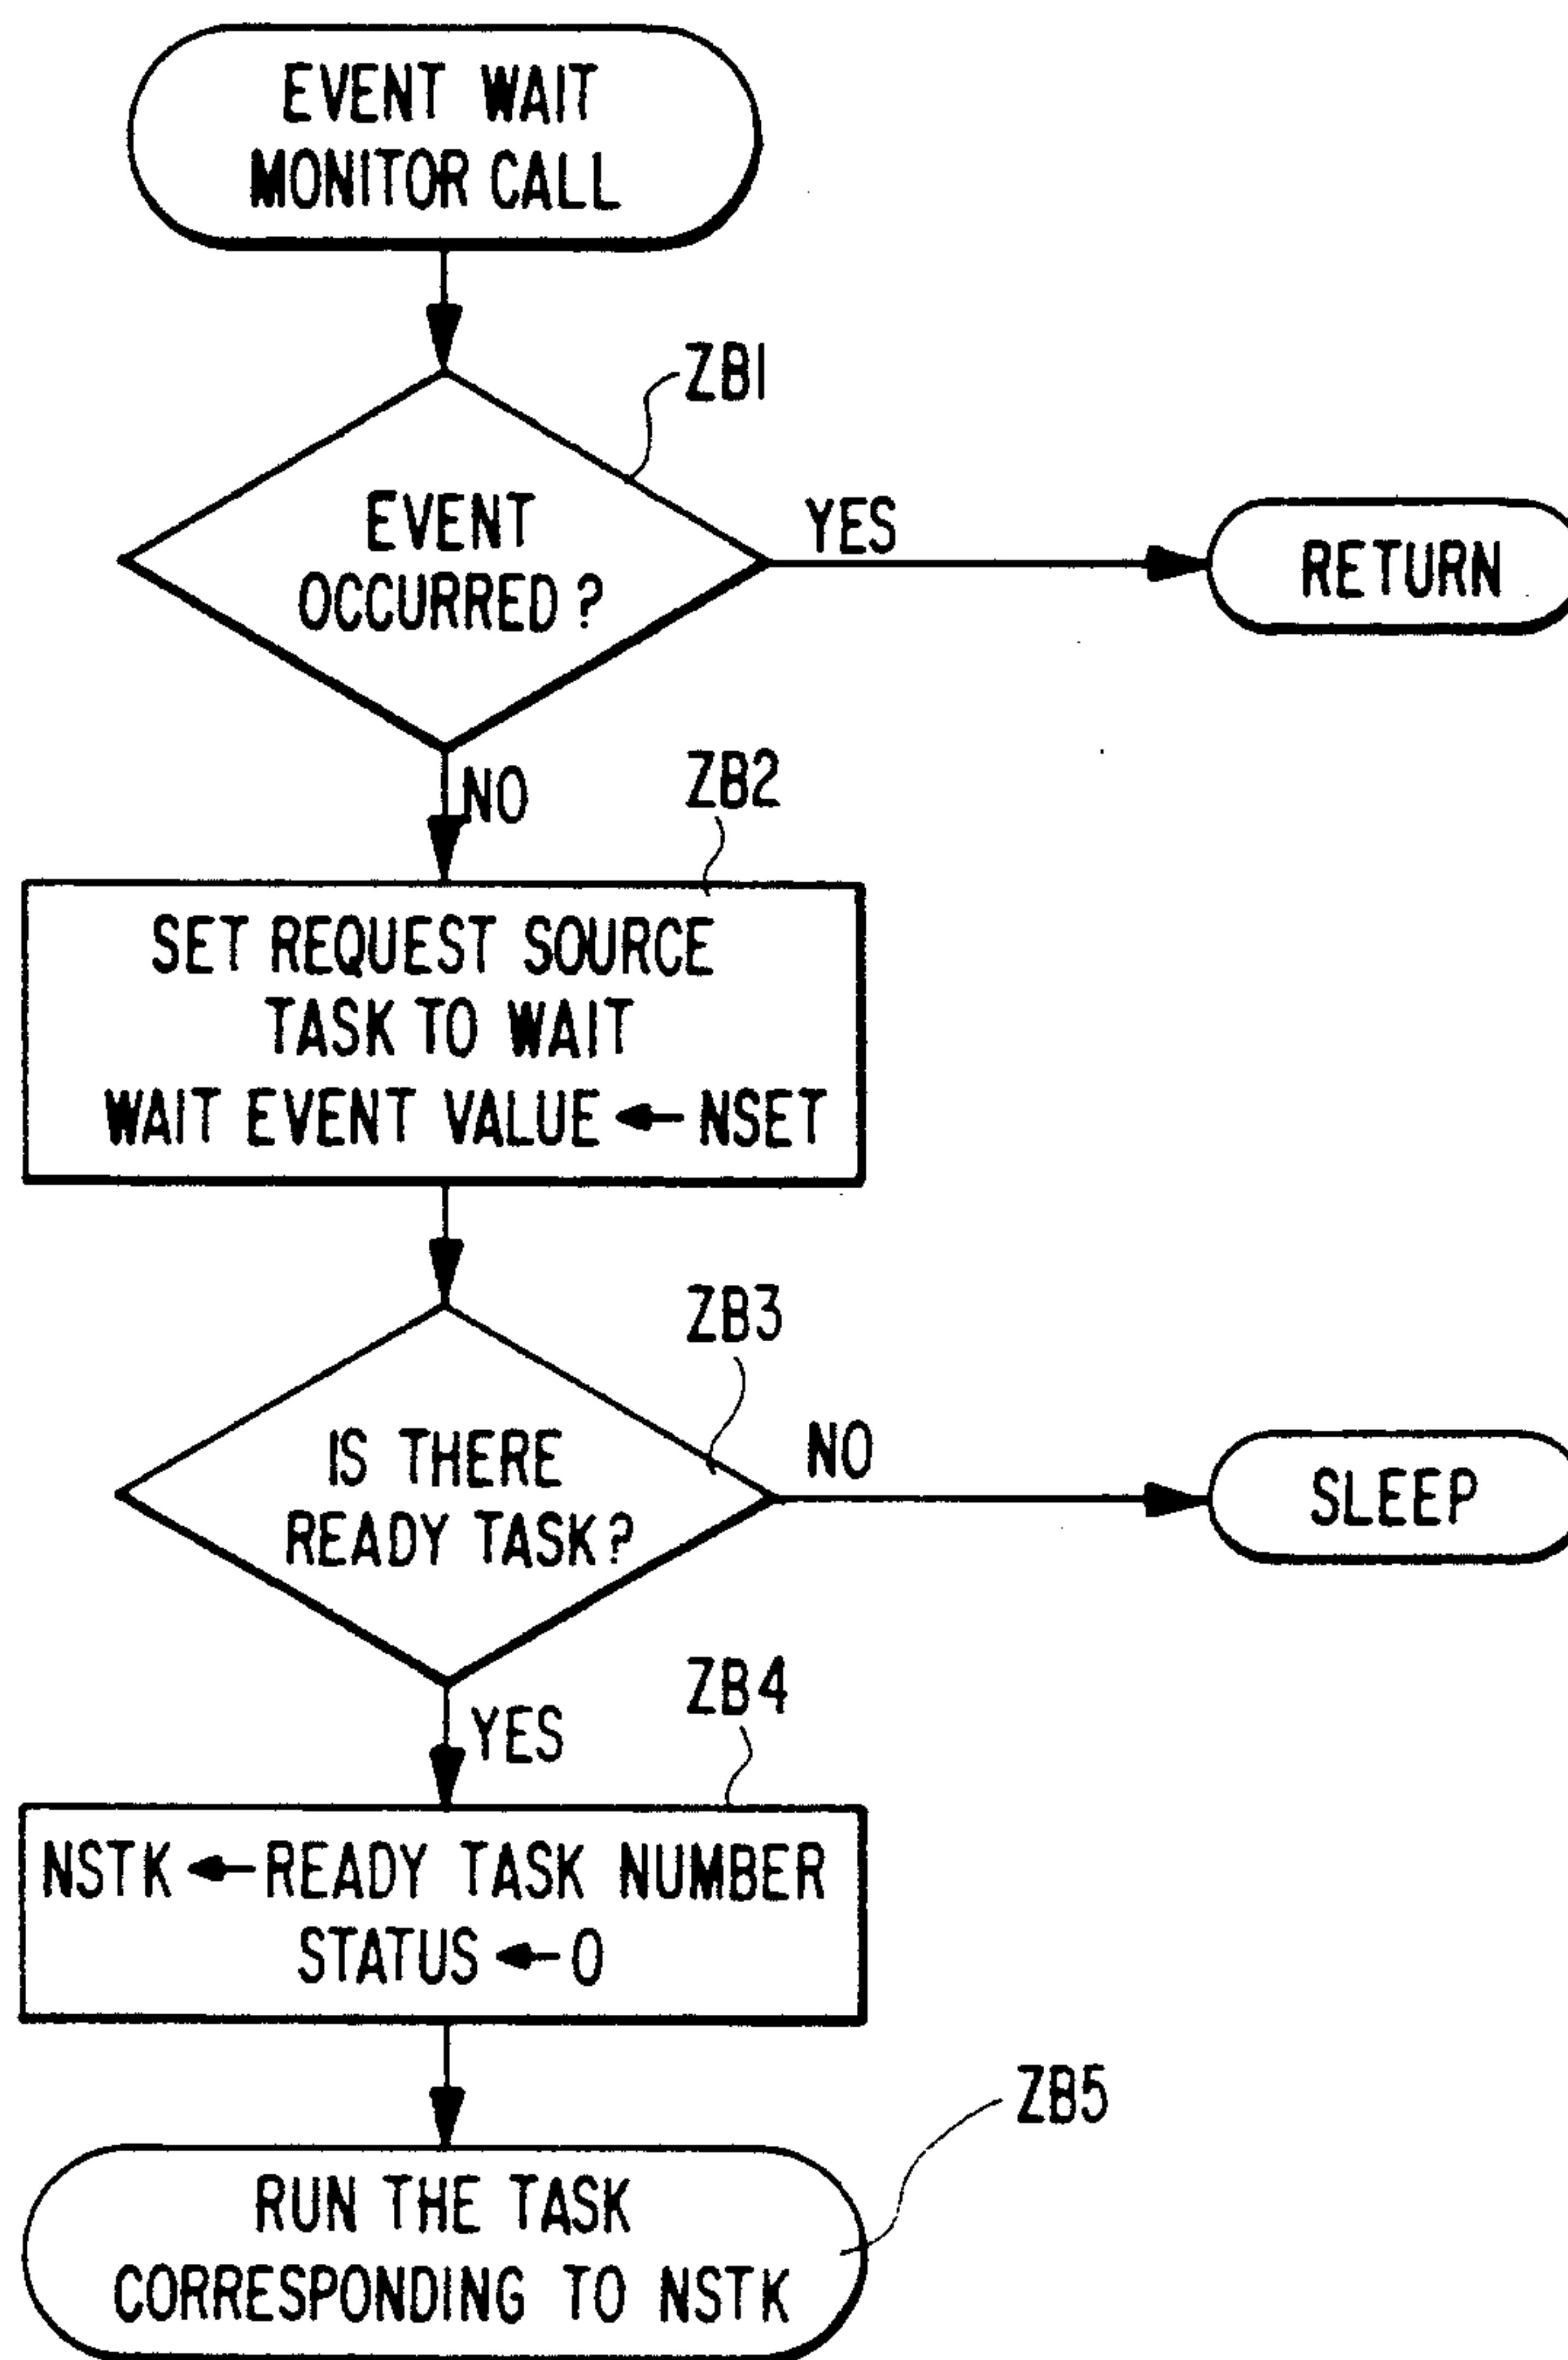 EVENT WAIT
MONITOR CALL
ZB1
EVENT
OCCURRED?
YES
RETURN
NO
ZB2
SET REQUEST SOURCE
TASK TO WAIT
WAIT EVENT VALUE ← NSET
ZB3
IS THERE
READY TASK?
NO
SLEEP
YES
ZB4
NSTK ← READY TASK NUMBER
STATUS ← 0
ZB5
RUN THE TASK
CORRESPONDING TO NSTK